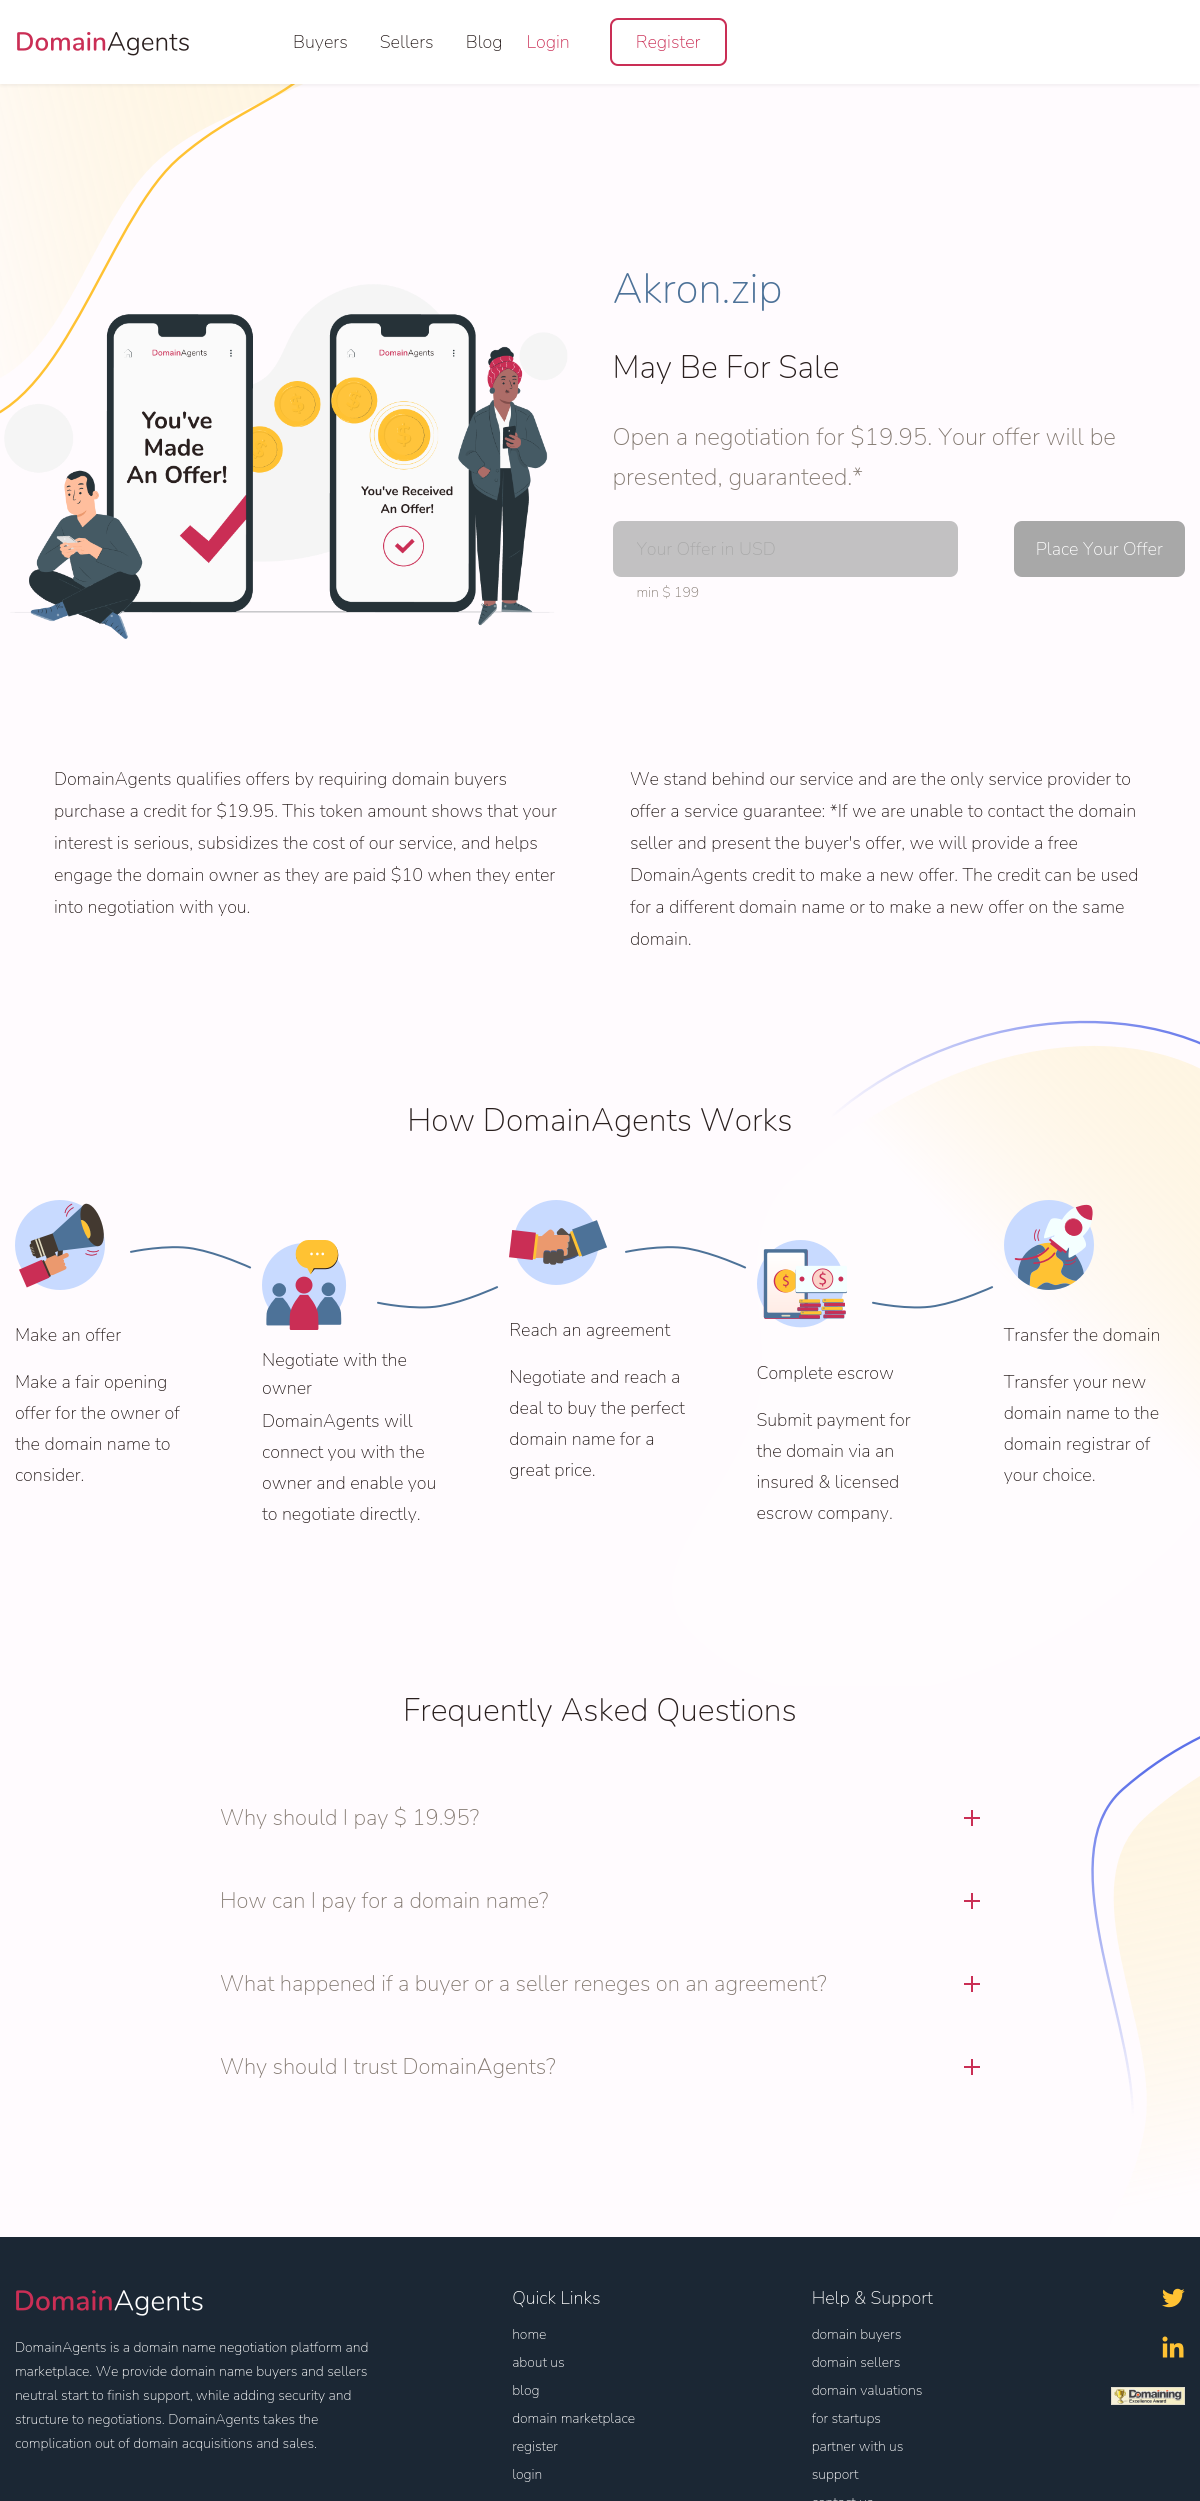 DomainAgents
Buyers
Sellers
Blog
Login
Register
Akron.zip
May Be For Sale
Open a negotiation for $19.95. Your offer will be
presented, guaranteed.*
Your Offer in USD
Place Your Offer
min $ 199
DomainAgents
You've
Made
An Offer!
DomainAgents
You've Received
An Offer!
DomainAgents qualifies offers by requiring domain buyers
purchase a credit for $19.95. This token amount shows that your
interest is serious, subsidizes the cost of our service, and helps
engage the domain owner as they are paid $10 when they enter
into negotiation with you.
We stand behind our service and are the only service provider to
offer a service guarantee: *If we are unable to contact the domain
seller and present the buyer's offer, we will provide a free
DomainAgents credit to make a new offer. The credit can be used
for a different domain name or to make a new offer on the same
domain.
How DomainAgents Works
Make an offer
Make a fair opening
offer for the owner of
the domain name to
consider.
Negotiate with the
owner
DomainAgents will
connect you with the
owner and enable you
to negotiate directly.
Reach an agreement
Negotiate and reach a
deal to buy the perfect
domain name for a
great price.
Complete escrow
Submit payment for
the domain via an
insured & licensed
escrow company.
Transfer the domain
Transfer your new
domain name to the
domain registrar of
your choice.
Frequently Asked Questions
Why should I pay $ 19.95?
How can I pay for a domain name?
What happened if a buyer or a seller reneges on an agreement?
Why should I trust DomainAgents?
DomainAgents
DomainAgents is a domain name negotiation platform and
marketplace. We provide domain name buyers and sellers
neutral start to finish support, while adding security and
structure to negotiations. DomainAgents takes the
complication out of domain acquisitions and sales.
Quick Links
home
about us
blog
domain marketplace
register
login
Help & Support
domain buyers
domain sellers
domain valuations
for startups
partner with us
support
Domaining
Excellence Award